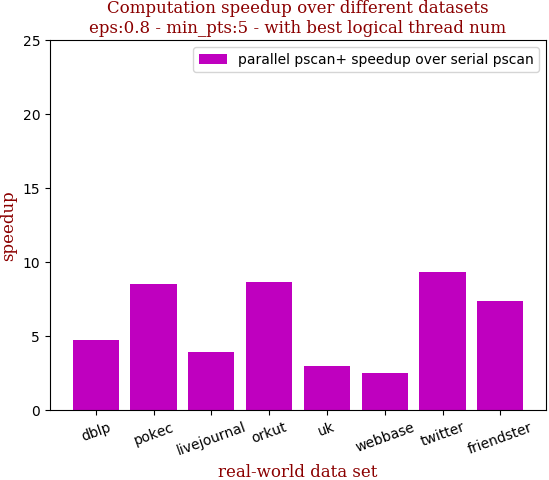 Computation speedup over different datasets
eps:0.8 - min_pts:5 - with best logical thread num
parallel pscan+ speedup over serial pscan
speedup
25
20
15
10
5
0
dblp
pokec
livejournal
orkut
uk
webbase
twitter
friendster
real-world data set